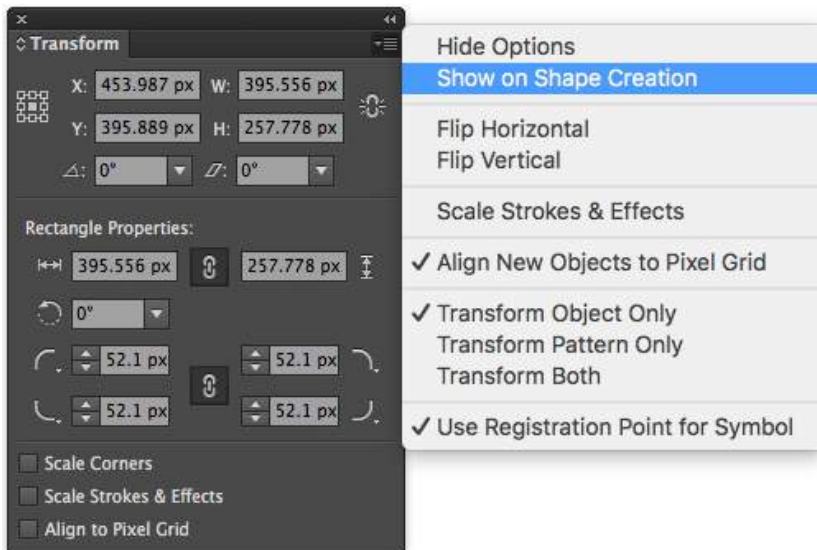 Transform
X: 453.987 px W: 395.556 px
Y: 395.889 px H: 257.778 px
0° 0°
Rectangle Properties:
395.556 px 257.778 px
0°
52.1 px 52.1 px
52.1 px 52.1 px
Scale Corners
Scale Strokes & Effects
Align to Pixel Grid
Hide Options
Show on Shape Creation
Flip Horizontal
Flip Vertical
Scale Strokes & Effects
✓ Align New Objects to Pixel Grid
✓ Transform Object Only
Transform Pattern Only
Transform Both
✓ Use Registration Point for Symbol